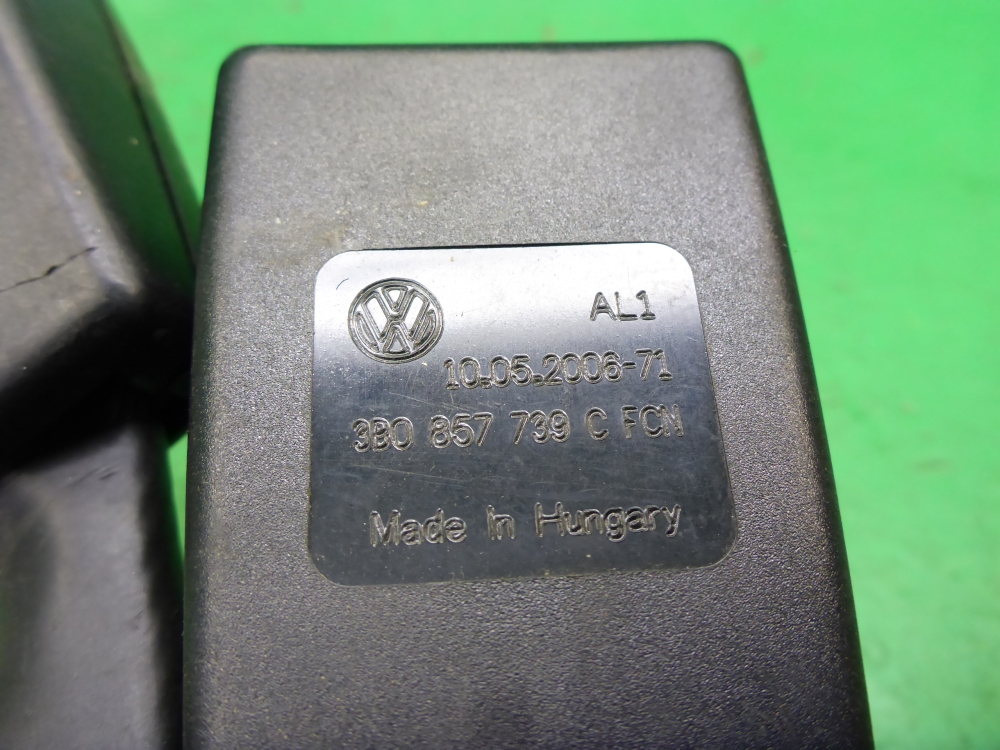 AL1
10.05.2006-71
3B0 857 739 C FCN
Made In Hungary